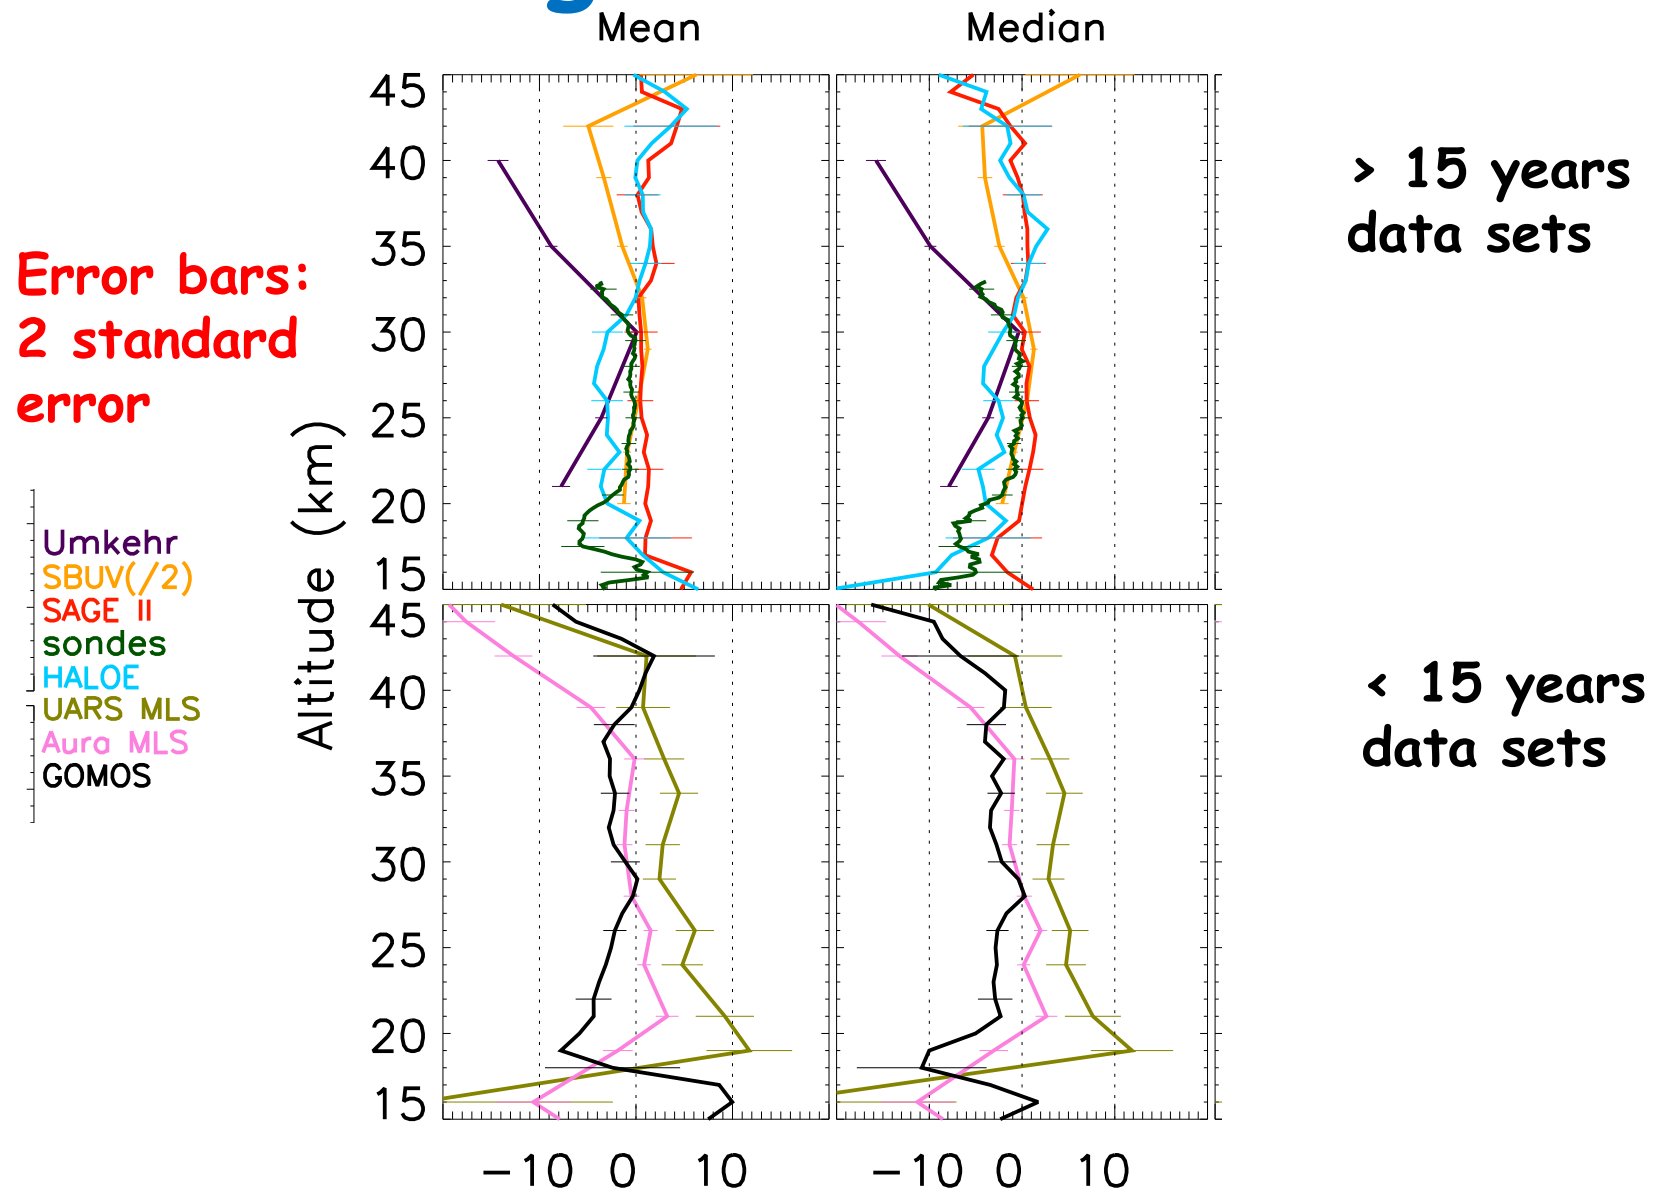 g
Mean
Median
45
40
35
30
25
20
15
45
40
35
30
25
20
15
Altitude (km)
-10 0 10
-10 0 10
Error bars:
2 standard
error
Umkehr
SBUV(/2)
SAGE II
sondes
HALOE
UARS MLS
Aura MLS
GOMOS
> 15 years
data sets
< 15 years
data sets